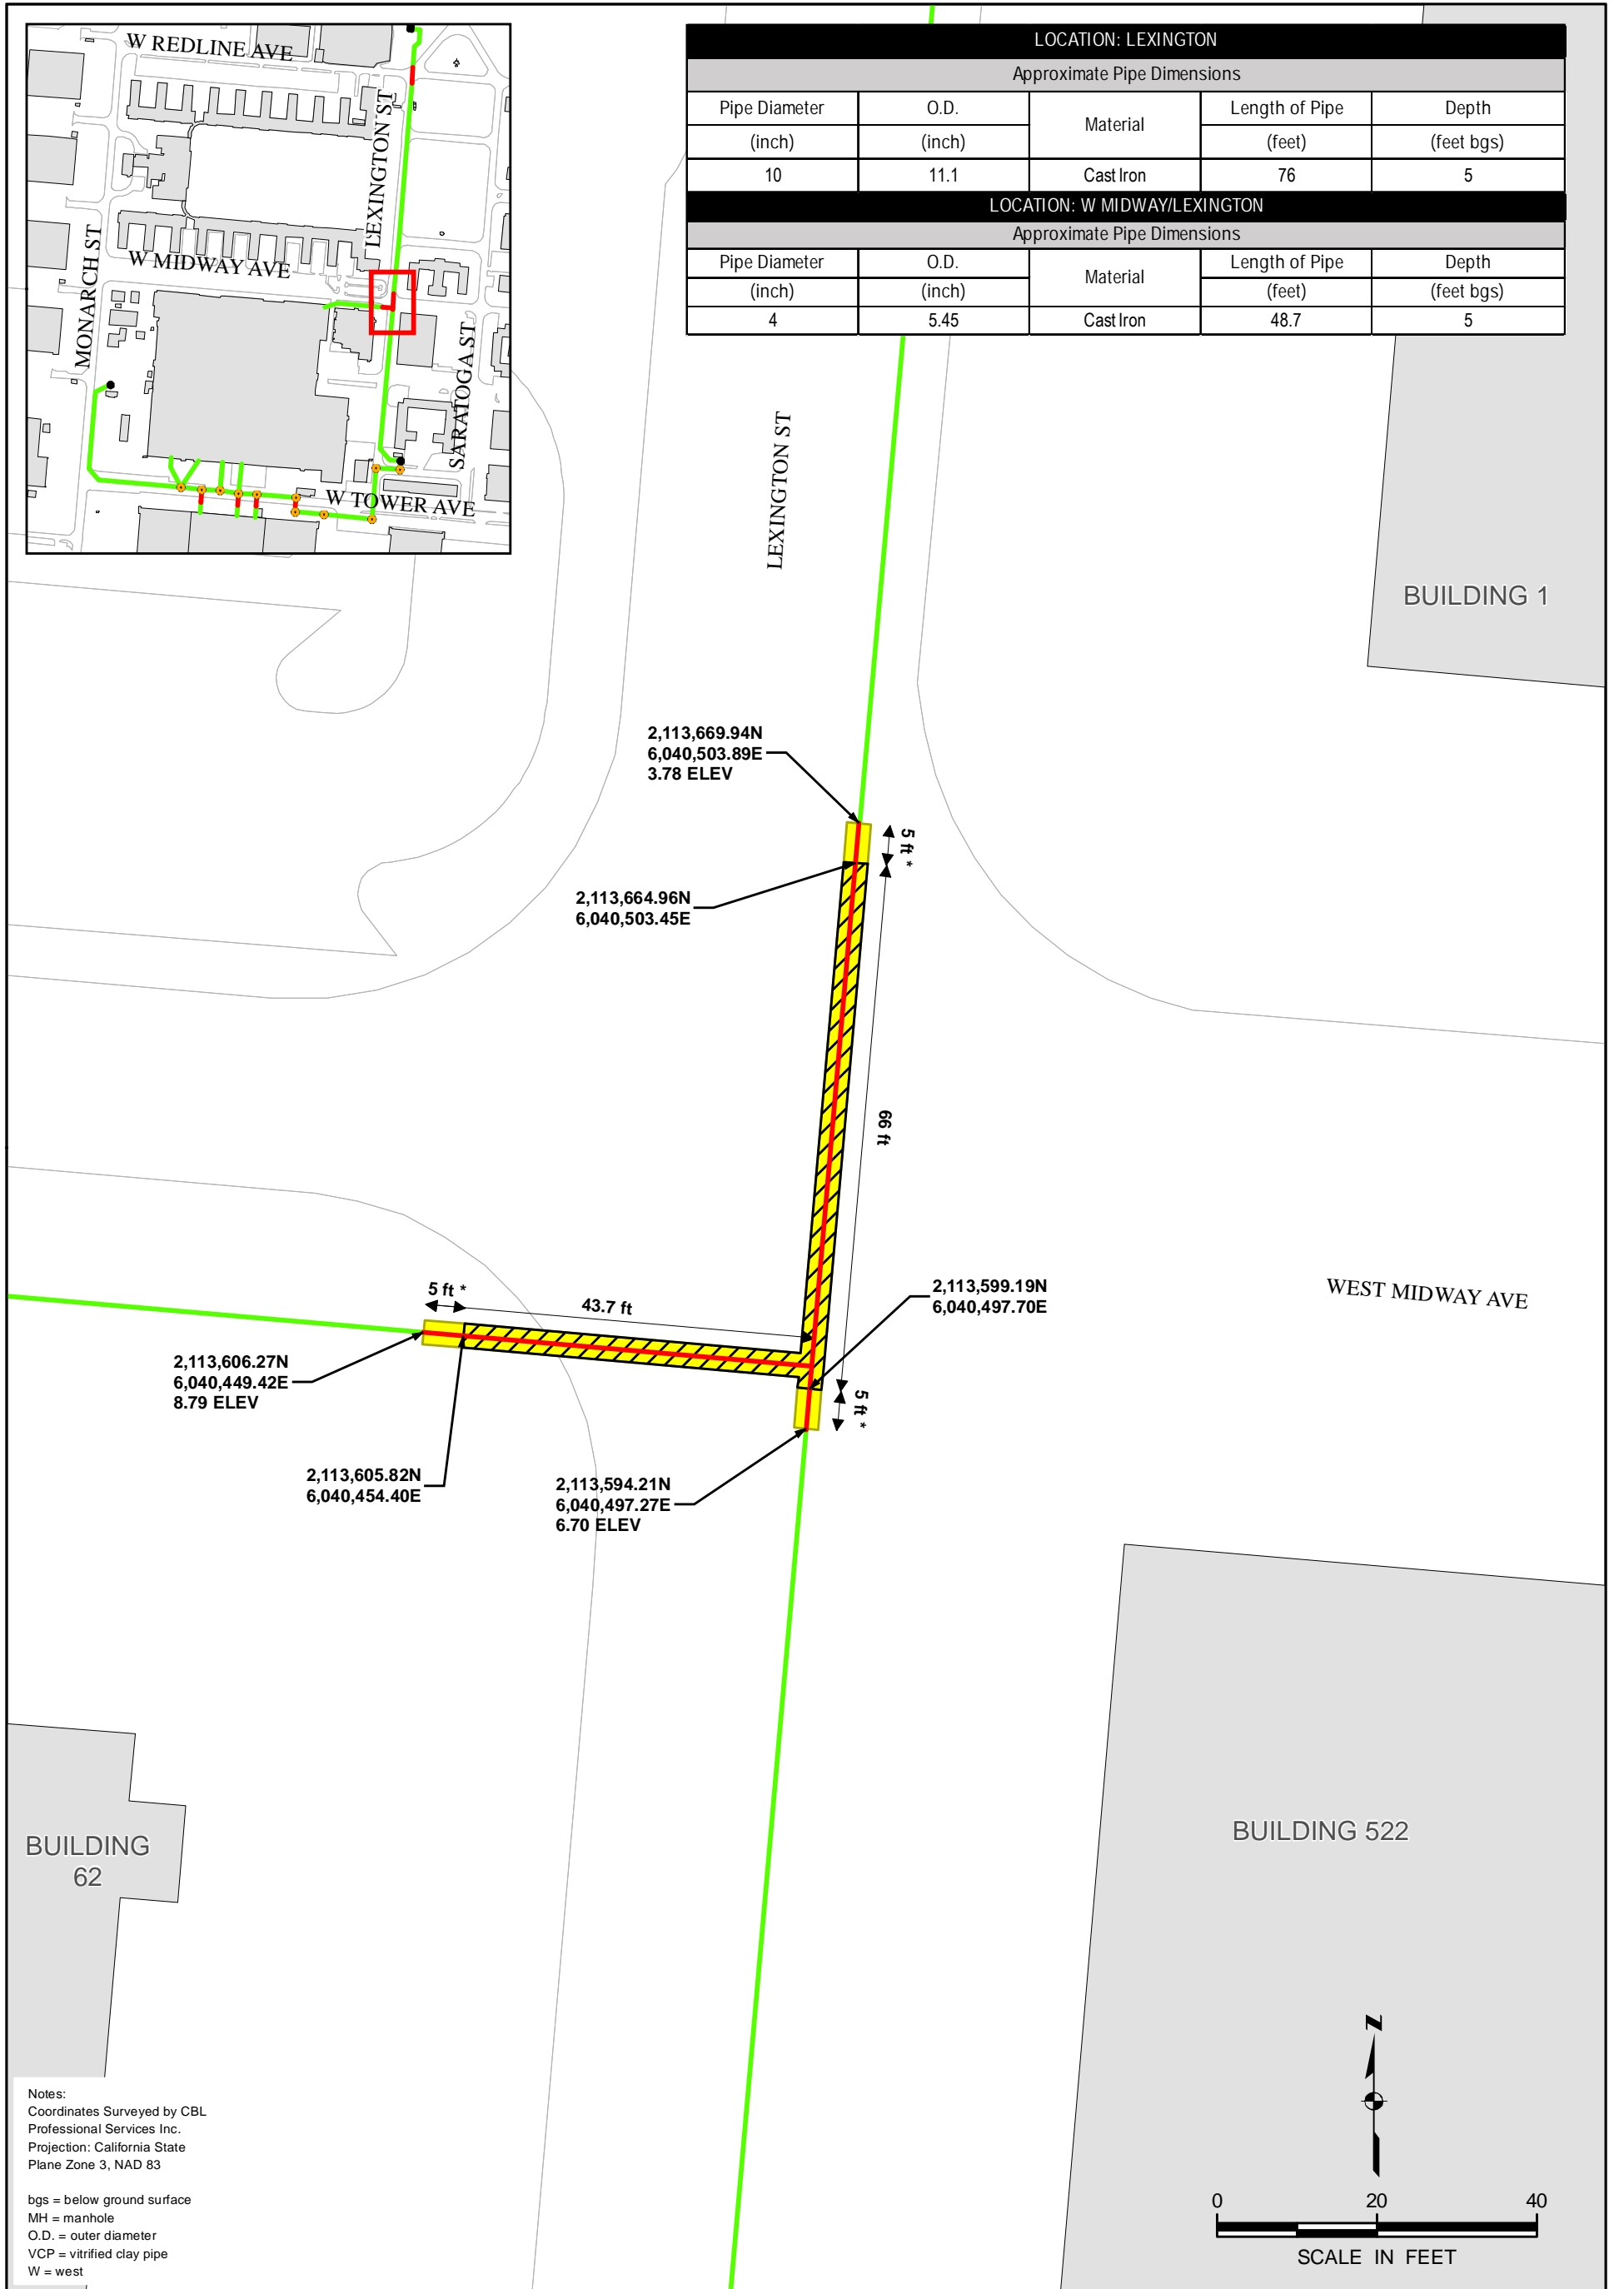 W REDLINE AVE
LEXINGTON ST
W MIDWAY AVE
MONARCH ST
SARATOGA ST
W TOWER AVE
LOCATION: LEXINGTON
Approximate Pipe Dimensions
Pipe Diameter O.D. Material Length of Pipe Depth
(inch) (inch) (feet) (feet bgs)
10 11.1 Cast Iron 76 5
LOCATION: W MIDWAY/LEXINGTON
Approximate Pipe Dimensions
Pipe Diameter O.D. Material Length of Pipe Depth
(inch) (inch) (feet) (feet bgs)
4 5.45 Cast Iron 48.7 5
LEXINGTON ST
BUILDING 1
2,113,669.94N
6,040,503.89E
3.78 ELEV
5 ft *
2,113,664.96N
6,040,503.45E
66 ft
2,113,599.19N
6,040,497.70E
WEST MIDWAY AVE
5 ft *
43.7 ft
2,113,606.27N
6,040,449.42E
8.79 ELEV
5 ft *
2,113,605.82N
6,040,454.40E
2,113,594.21N
6,040,497.27E
6.70 ELEV
BUILDING
62
BUILDING 522
Notes:
Coordinates Surveyed by CBL
Professional Services Inc.
Projection: California State
Plane Zone 3, NAD 83
bgs = below ground surface
MH = manhole
O.D. = outer diameter
VCP = vitrified clay pipe
W = west
N
0 20 40
SCALE IN FEET